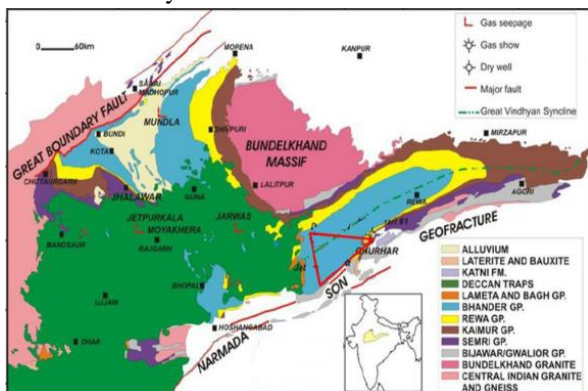 60km
MORENA
KANPUR
SAWAI
MADHOPUR
GREAT BOUNDARY FAULT
MUNDLA
BUNDI
KOTA
SHIVPURI
BUNDELKHAND
MASSIF
MIRZAPUR
CHITTAURGARH
JHALAWAR
GUNA
LALITPUR
REWA
AGORI
JETPURKALA
MOYAKHERA
JARWAS
MANDSAUR
RAJGARH
CHURHAR
GEOFRACTURE
Jat
SON
UJJAIN
BHOPAL
DHAR
HOSHANGABAD
NARMADA
Gas seepage
Gas show
Dry well
Major fault
Great Vindhyan Syncline
ALLUVIUM
LATERITE AND BAUXITE
KATNI FM.
DECCAN TRAPS
LAMETA AND BAGH GP.
BHANDER GP.
REWA GP.
KAIMUR GP.
SEMRI GP.
BIJAWAR/GWALIOR GP.
BUNDELKHAND GRANITE
CENTRAL INDIAN GRANITE
AND GNEISS